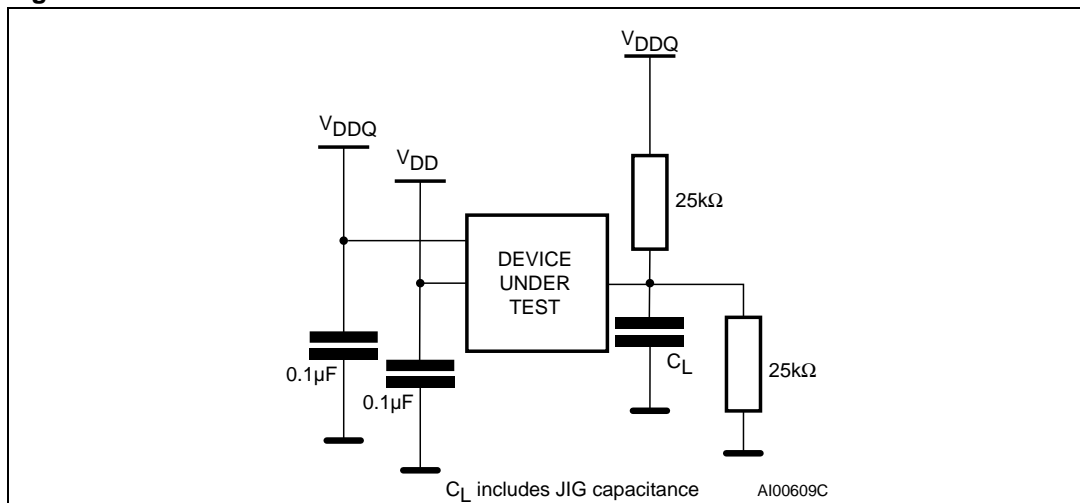 VDDQ
VDDQ
VDD
25kΩ
DEVICE
UNDER
TEST
CL
0.1µF
25kΩ
0.1µF
CL includes JIG capacitance
AI00609C